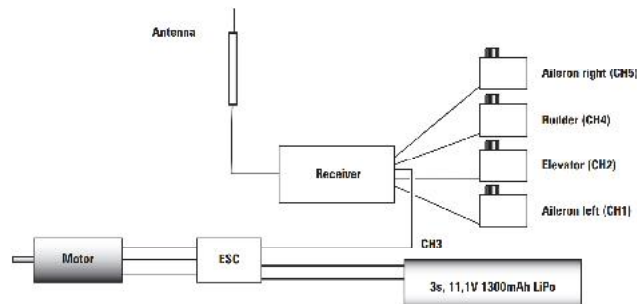 Antenna
Aileron right (CH5)
Rudder (CH4)
Receiver
Elevator (CH2)
Aileron left (CH1)
CH3
Motor
ESC
3s, 11,1V 1300mAh LiPo